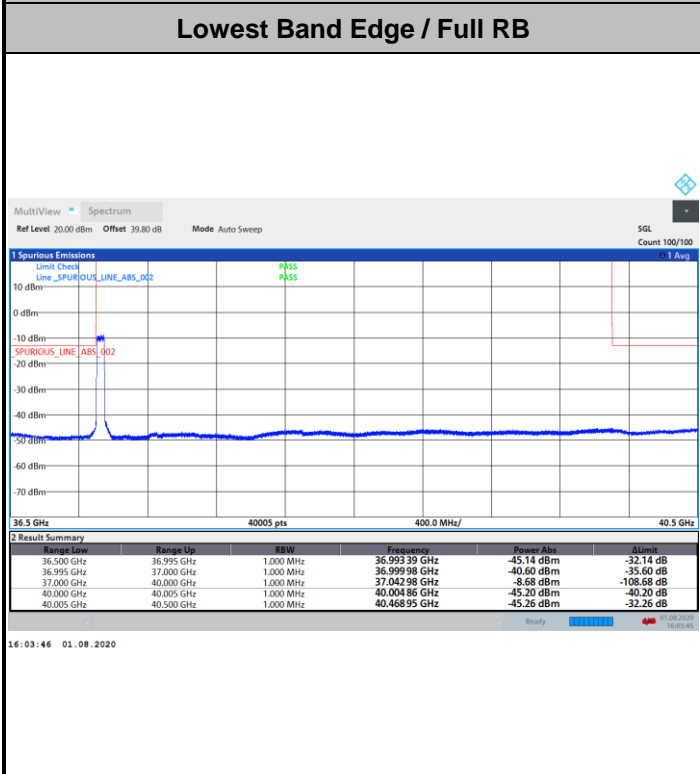 Lowest Band Edge / Full RB
MultiView Spectrum
Ref Level 20.00 dBm Offset 39.80 dB Mode Auto Sweep SGL
Count 100/100
1 Spurious Emissions 1 Avg
Limit Check PASS
Line _SPURIOUS_LINE_ABS_002 PASS
10 dBm
0 dBm
-10 dBm
_SPURIOUS_LINE_ABS_002
-20 dBm
-30 dBm
-40 dBm
-50 dBm
-60 dBm
-70 dBm
36.5 GHz 40005 pts 400.0 MHz/ 40.5 GHz
2 Result Summary
Range Low Range Up RBW Frequency Power Abs ΔLimit
36.500 GHz 36.995 GHz 1.000 MHz 36.993 39 GHz -45.14 dBm -32.14 dB
36.995 GHz 37.000 GHz 1.000 MHz 36.999 98 GHz -40.60 dBm -35.60 dB
37.000 GHz 40.000 GHz 1.000 MHz 37.042 98 GHz -8.68 dBm -108.68 dB
40.000 GHz 40.005 GHz 1.000 MHz 40.004 86 GHz -45.20 dBm -40.20 dB
40.005 GHz 40.500 GHz 1.000 MHz 40.468 95 GHz -45.26 dBm -32.26 dB
Ready 01.08.2020
16:03:45
16:03:46 01.08.2020